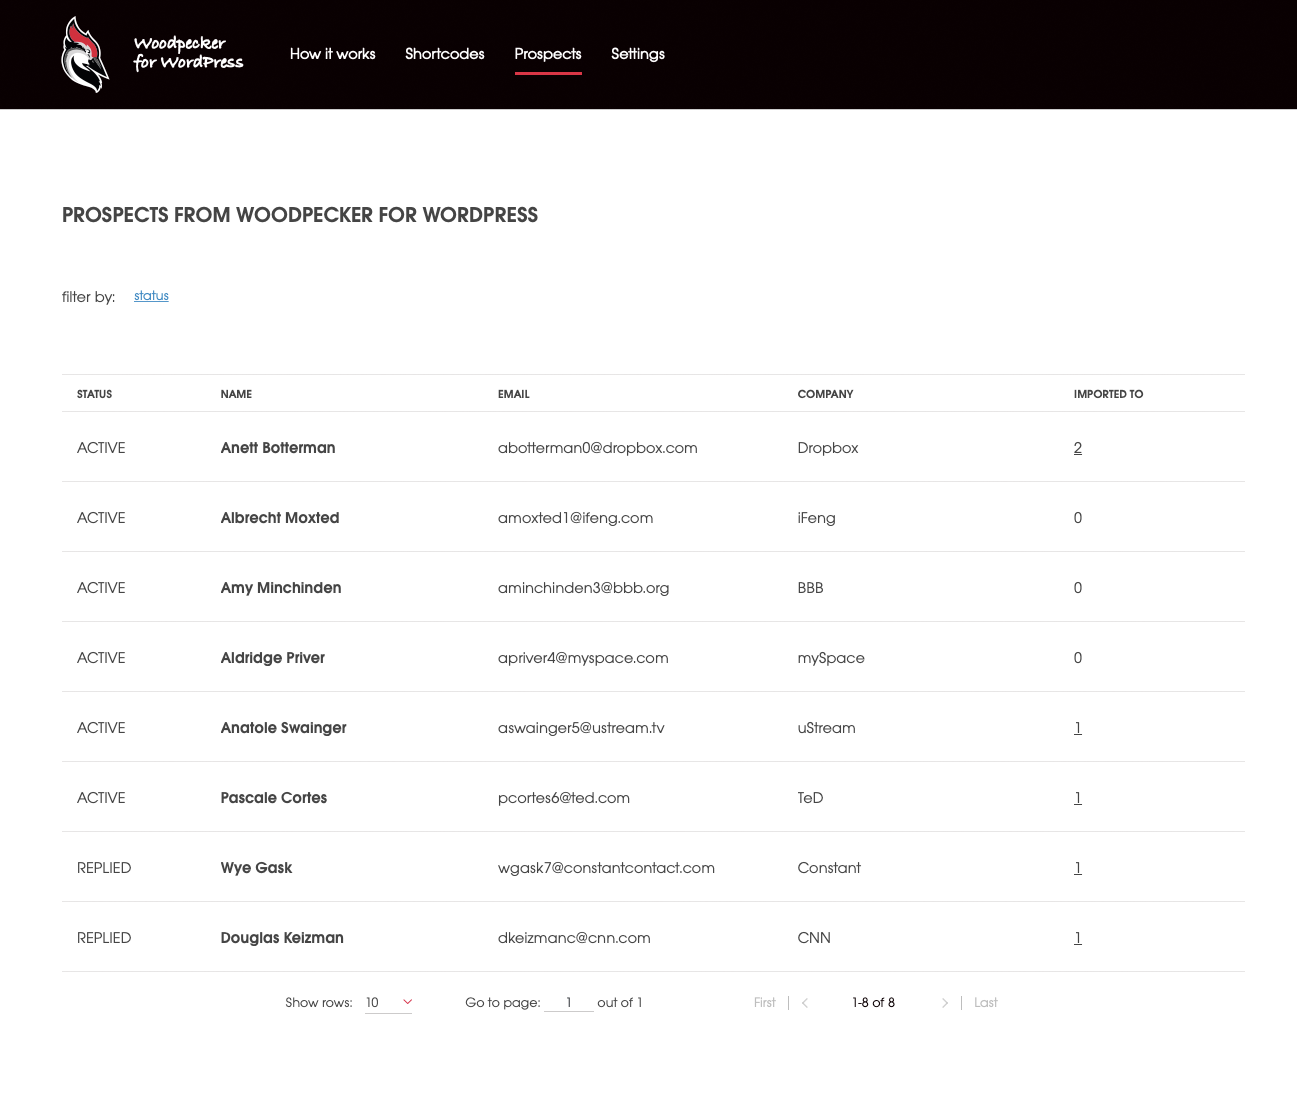 Woodpecker
for WordPress
How it works Shortcodes Prospects Settings
PROSPECTS FROM WOODPECKER FOR WORDPRESS
filter by: status
STATUS NAME EMAIL COMPANY IMPORTED TO
ACTIVE Anett Botterman abotterman0@dropbox.com Dropbox 2
ACTIVE Albrecht Moxted amoxted1@ifeng.com iFeng 0
ACTIVE Amy Minchinden aminchinden3@bbb.org BBB 0
ACTIVE Aldridge Priver apriver4@myspace.com mySpace 0
ACTIVE Anatole Swainger aswainger5@ustream.tv uStream 1
ACTIVE Pascale Cortes pcortes6@ted.com TeD 1
REPLIED Wye Gask wgask7@constantcontact.com Constant 1
REPLIED Douglas Keizman dkeizmanc@cnn.com CNN 1
Show rows: 10 Go to page: 1 out of 1 First 1-8 of 8 Last